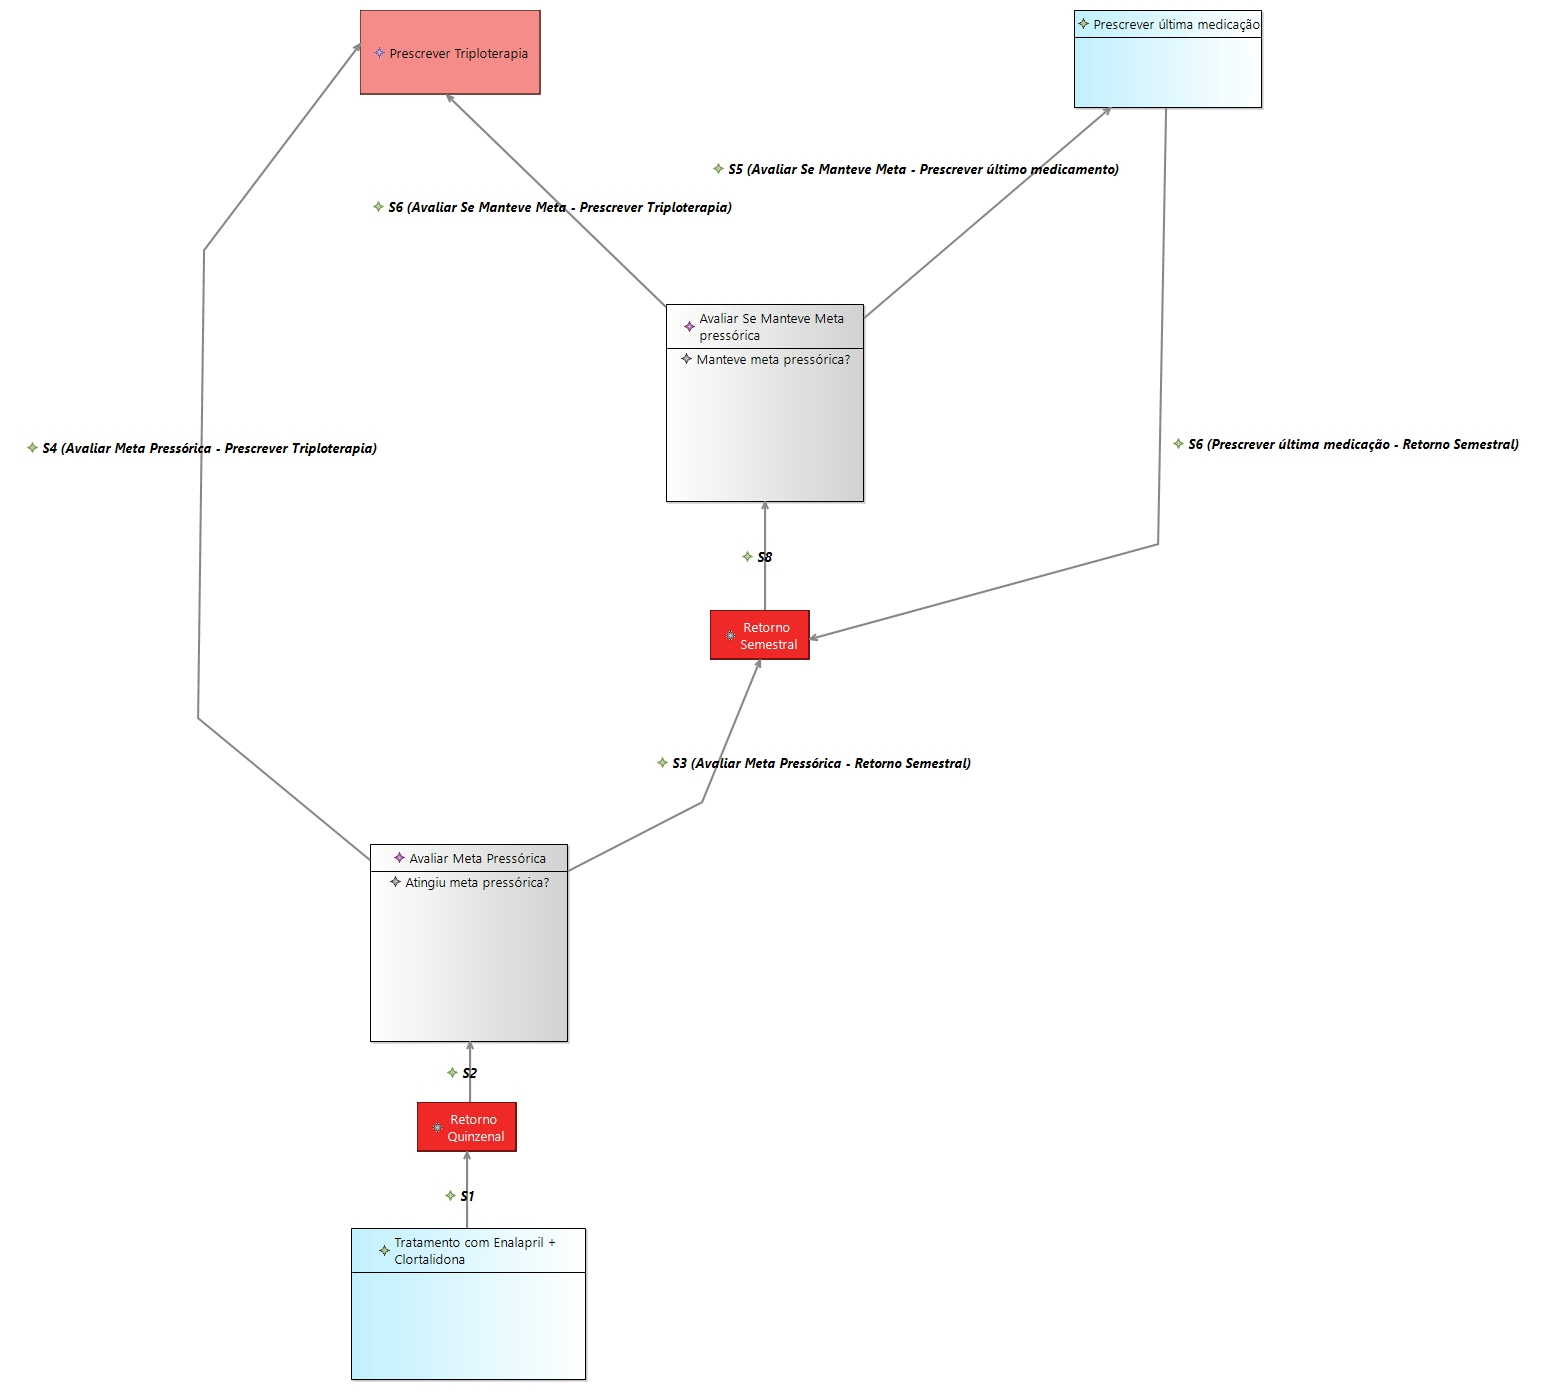 Prescrever Triploterapia
Prescrever última medicação
S5 (Avaliar Se Manteve Meta - Prescrever último medicamento)
S6 (Avaliar Se Manteve Meta - Prescrever Triploterapia)
Avaliar Se Manteve Meta
pressórica
Manteve meta pressórica?
S4 (Avaliar Meta Pressórica - Prescrever Triploterapia)
S6 (Prescrever última medicação - Retorno Semestral)
S8
Retorno
Semestral
S3 (Avaliar Meta Pressórica - Retorno Semestral)
Avaliar Meta Pressórica
Atingiu meta pressórica?
S2
Retorno
Quinzenal
S1
Tratamento com Enalapril +
Clortalidona